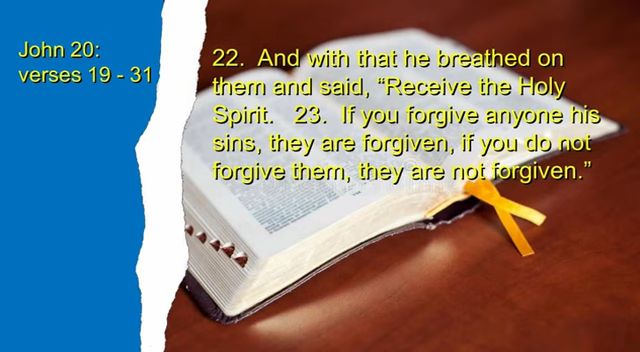 John 20:
verses 19 - 31
22.  And with that he breathed on
them and said, “Receive the Holy
Spirit.   23.  If you forgive anyone his
sins, they are forgiven, if you do not
forgive them, they are not forgiven.”